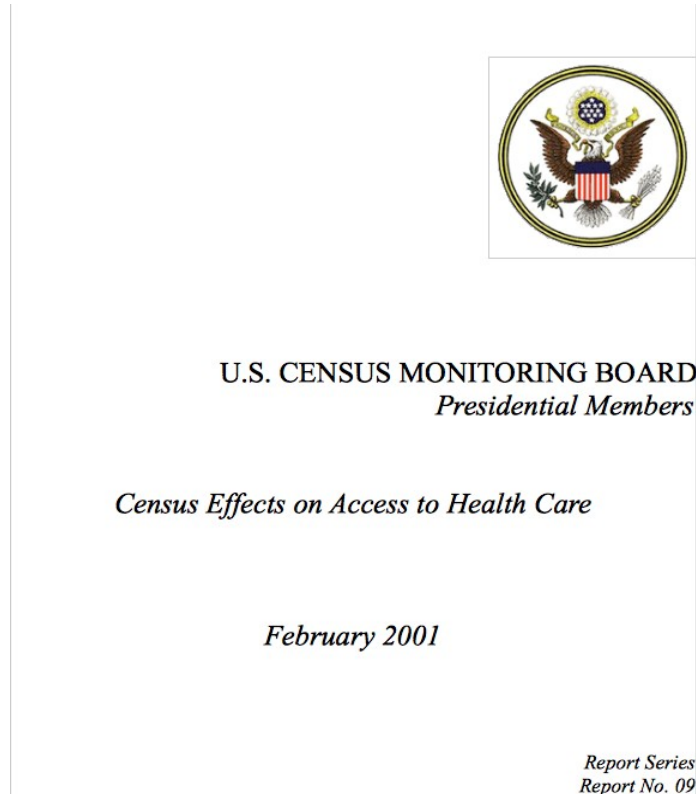 U.S. CENSUS MONITORING BOARD
Presidential Members
Census Effects on Access to Health Care
February 2001
Report Series
Report No. 09